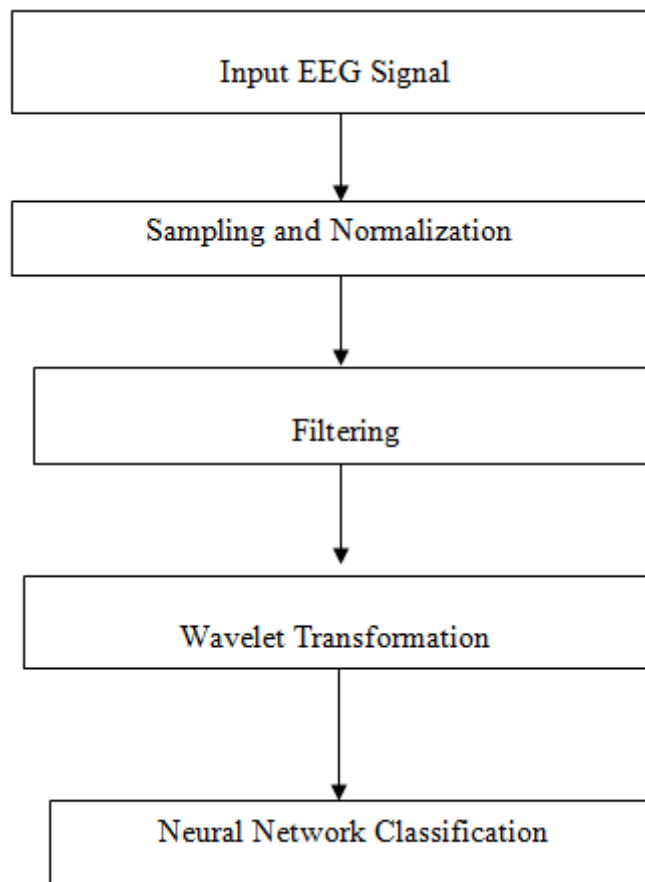 Input EEG Signal
Sampling and Normalization
Filtering
Wavelet Transformation
Neural Network Classification